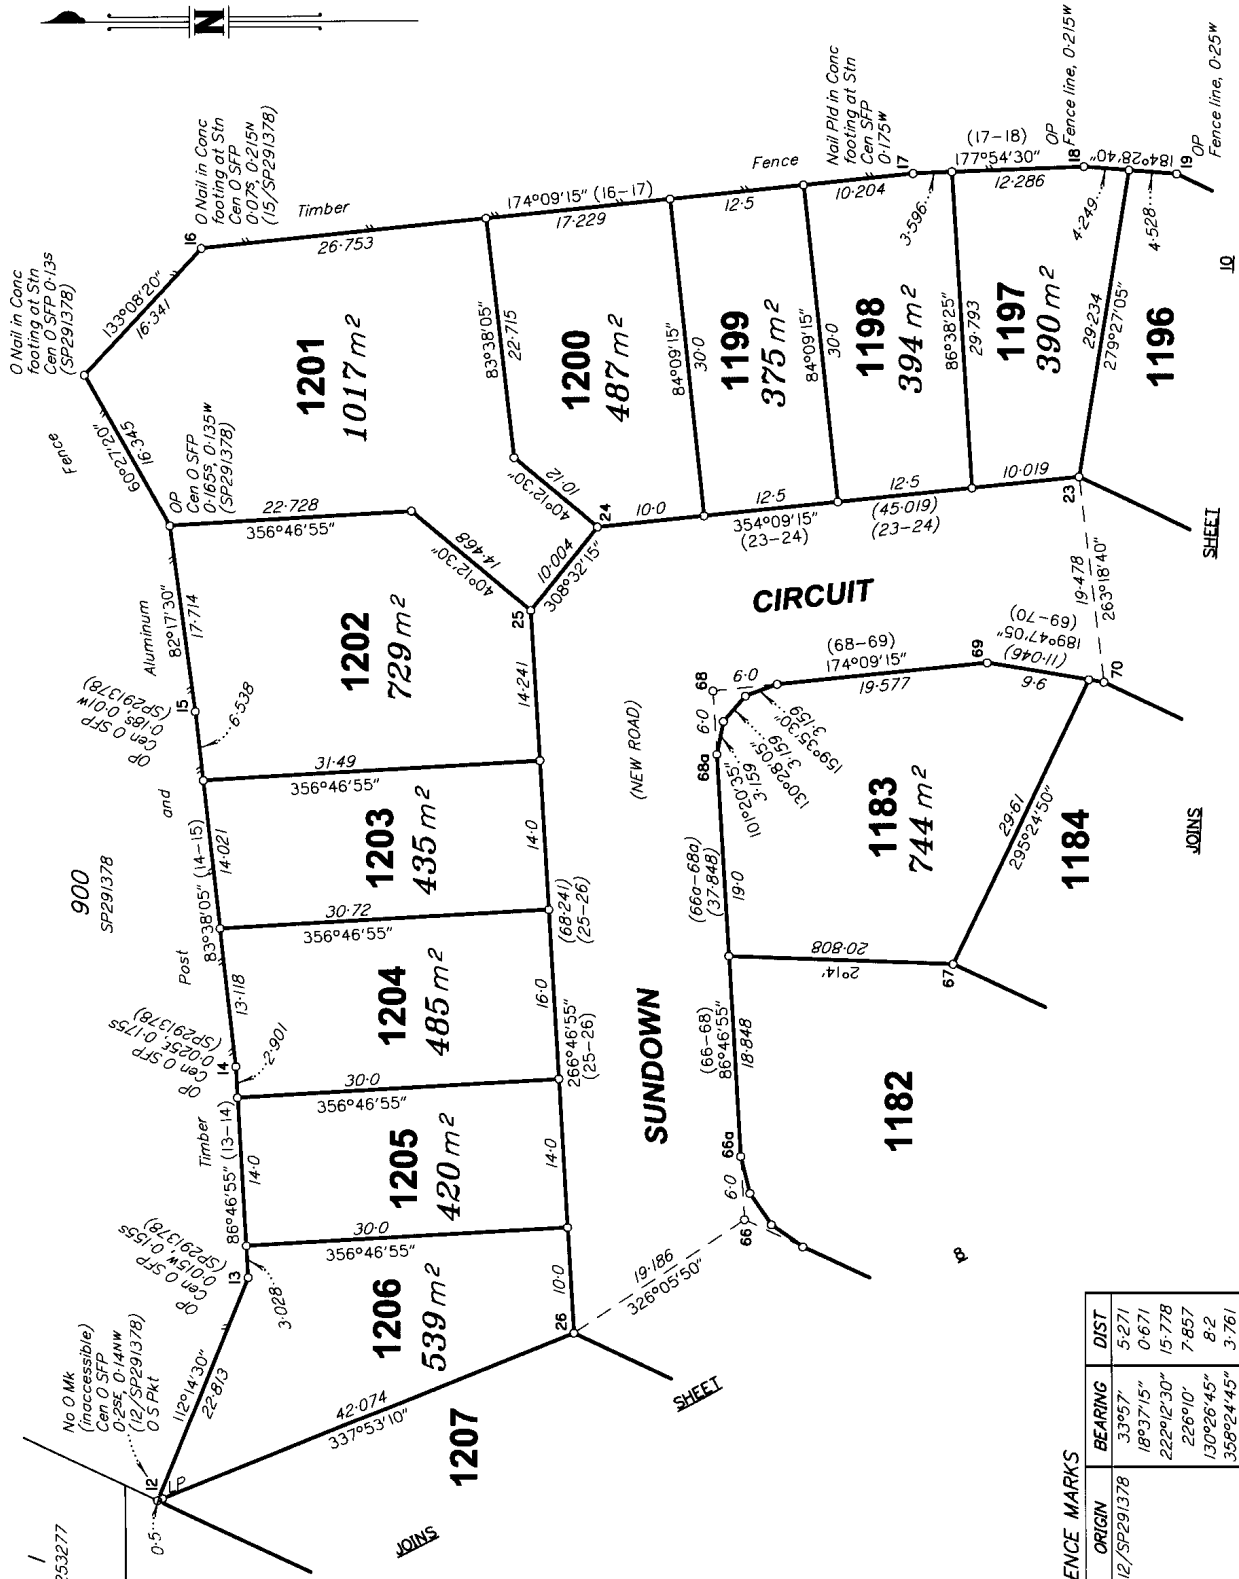 N
O Nail in Conc
footing at Stn
Cen O SFP 0·13s
(SP291378)
133°08'20"
16·341
16
O Nail in Conc
footing at Stn
Cen O SFP
0·07s, 0·215N
(15/SP291378)
Fence
60°27'20"
16·345
Timber
26·753
1201
1017 m²
OP
Cen O SFP
0·165s, 0·135w
(SP291378)
22·728
356°46'55"
83°38'05"
22·715
174°09'15" (16-17)
17·229
Fence
1200
487 m²
40°12'30"
10·12
24
10·0
84°09'15"
30·0
12·5
1199
375 m²
84°09'15"
30·0
12·5
354°09'15"
(23-24)
Nail Pld in Conc
footing at Stn
Cen SFP
0·175w
10·204
17
3·596
1198
394 m²
86°38'25"
29·793
12·5
(45·019)
(23-24)
(17-18)
177°54'30"
12·286
OP
Fence line, 0·215w
18
4·249
184°28'40"
4·528
19
OP
Fence line, 0·25w
1197
390 m²
29·234
279°27'05"
10·019
23
1196
10
SHEET
19·478
263°18'40"
Aluminum
82°17'30"
17·714
15
OP
Cen O SFP
0·18s, 0·01w
(SP291378)
6·538
1202
729 m²
14·468
40°12'30"
25
10·004
308°32'15"
14·241
31·49
356°46'55"
and
83°38'05" (14-15)
14·021
1203
435 m²
14·0
30·72
356°46'55"
(68·241)
(25-26)
900
SP291378
Post
13·118
14
OP
Cen O SFP
0·025E, 0·175s
(SP291378)
2·901
1204
485 m²
16·0
266°46'55"
(25-26)
30·0
356°46'55"
Timber
86°46'55" (13-14)
14·0
1205
420 m²
14·0
30·0
356°46'55"
13
OP
Cen O SFP
0·015w, 0·155s
(SP291378)
3·028
1206
539 m²
10·0
26
112°14'30"
22·813
No O Mk
(inaccessible)
Cen O SFP
0·25E, 0·14NW
(12/SP291378)
O S Pkt
12
LP
0·5
42·074
337°53'10"
1207
1
253277
JOINS
SHEET
CIRCUIT
(NEW ROAD)
SUNDOWN
19·186
326°05'50"
66
6·0
66a
(66-68)
86°46'55"
18·848
(66a-68a)
(37·848)
19·0
68a
6·0
68
6·0
101°20'35"
3·159
130°28'05"
3·159
159°35'30"
3·159
(68-69)
174°09'15"
19·577
69
189°47'05"
(69-70)
(11·046)
9·9
70
1183
744 m²
20·808
2°14'
67
29·61
295°24'50"
1184
JOINS
1182
8
ENCE MARKS
ORIGIN BEARING DIST
12/SP291378 33°57' 5·271
18°37'15" 0·671
222°12'30" 15·778
226°10' 7·857
130°26'45" 8·2
358°24'45" 3·761